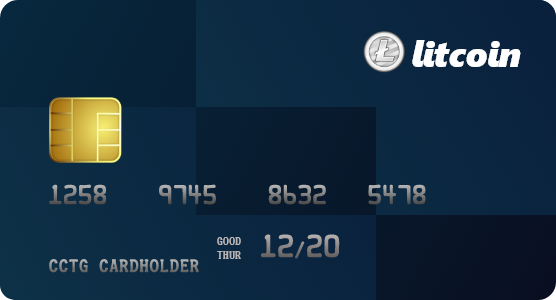 litcoin
1258 9745 8632 5478
GOOD
THUR
12/20
CCTG CARDHOLDER